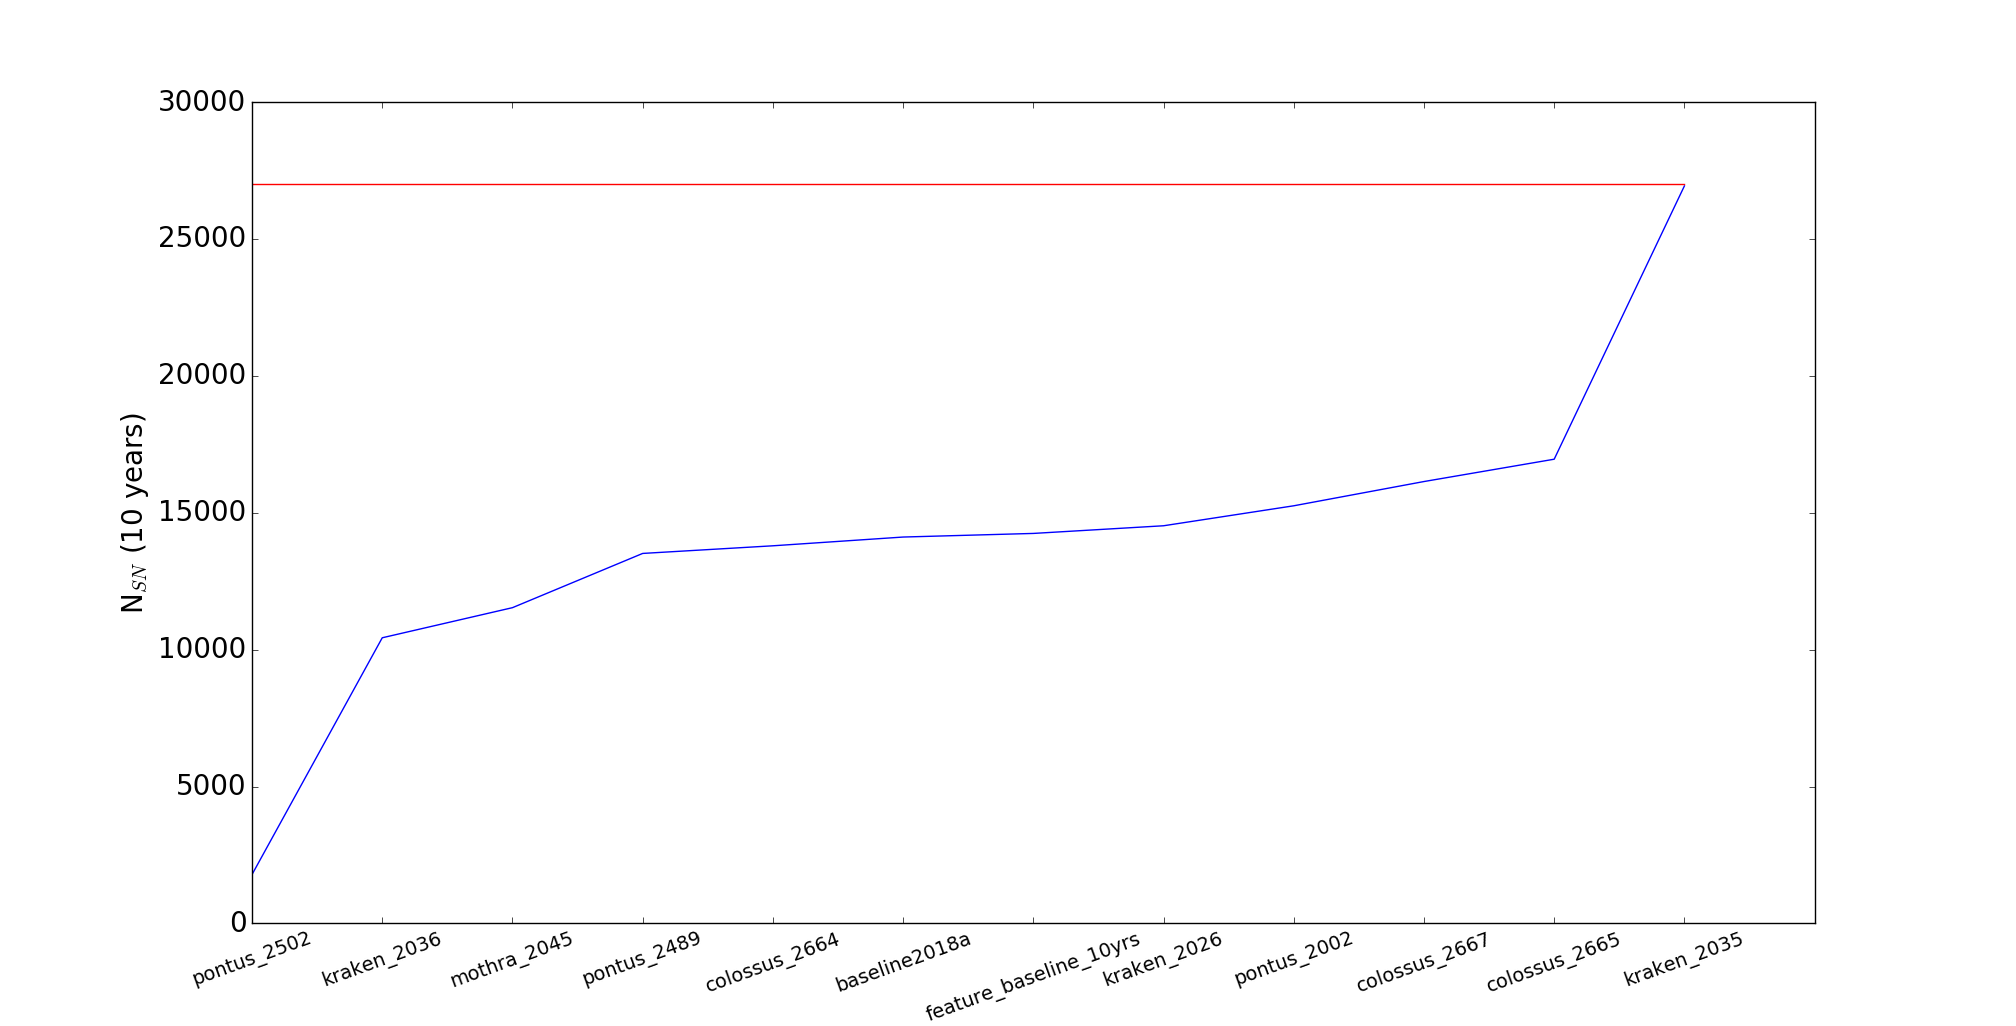 30000
25000
20000
15000
10000
5000
0
N_SN (10 years)
pontus_2502
kraken_2036
mothra_2045
pontus_2489
colossus_2664
baseline2018a
feature_baseline_10yrs
kraken_2026
pontus_2002
colossus_2667
colossus_2665
kraken_2035